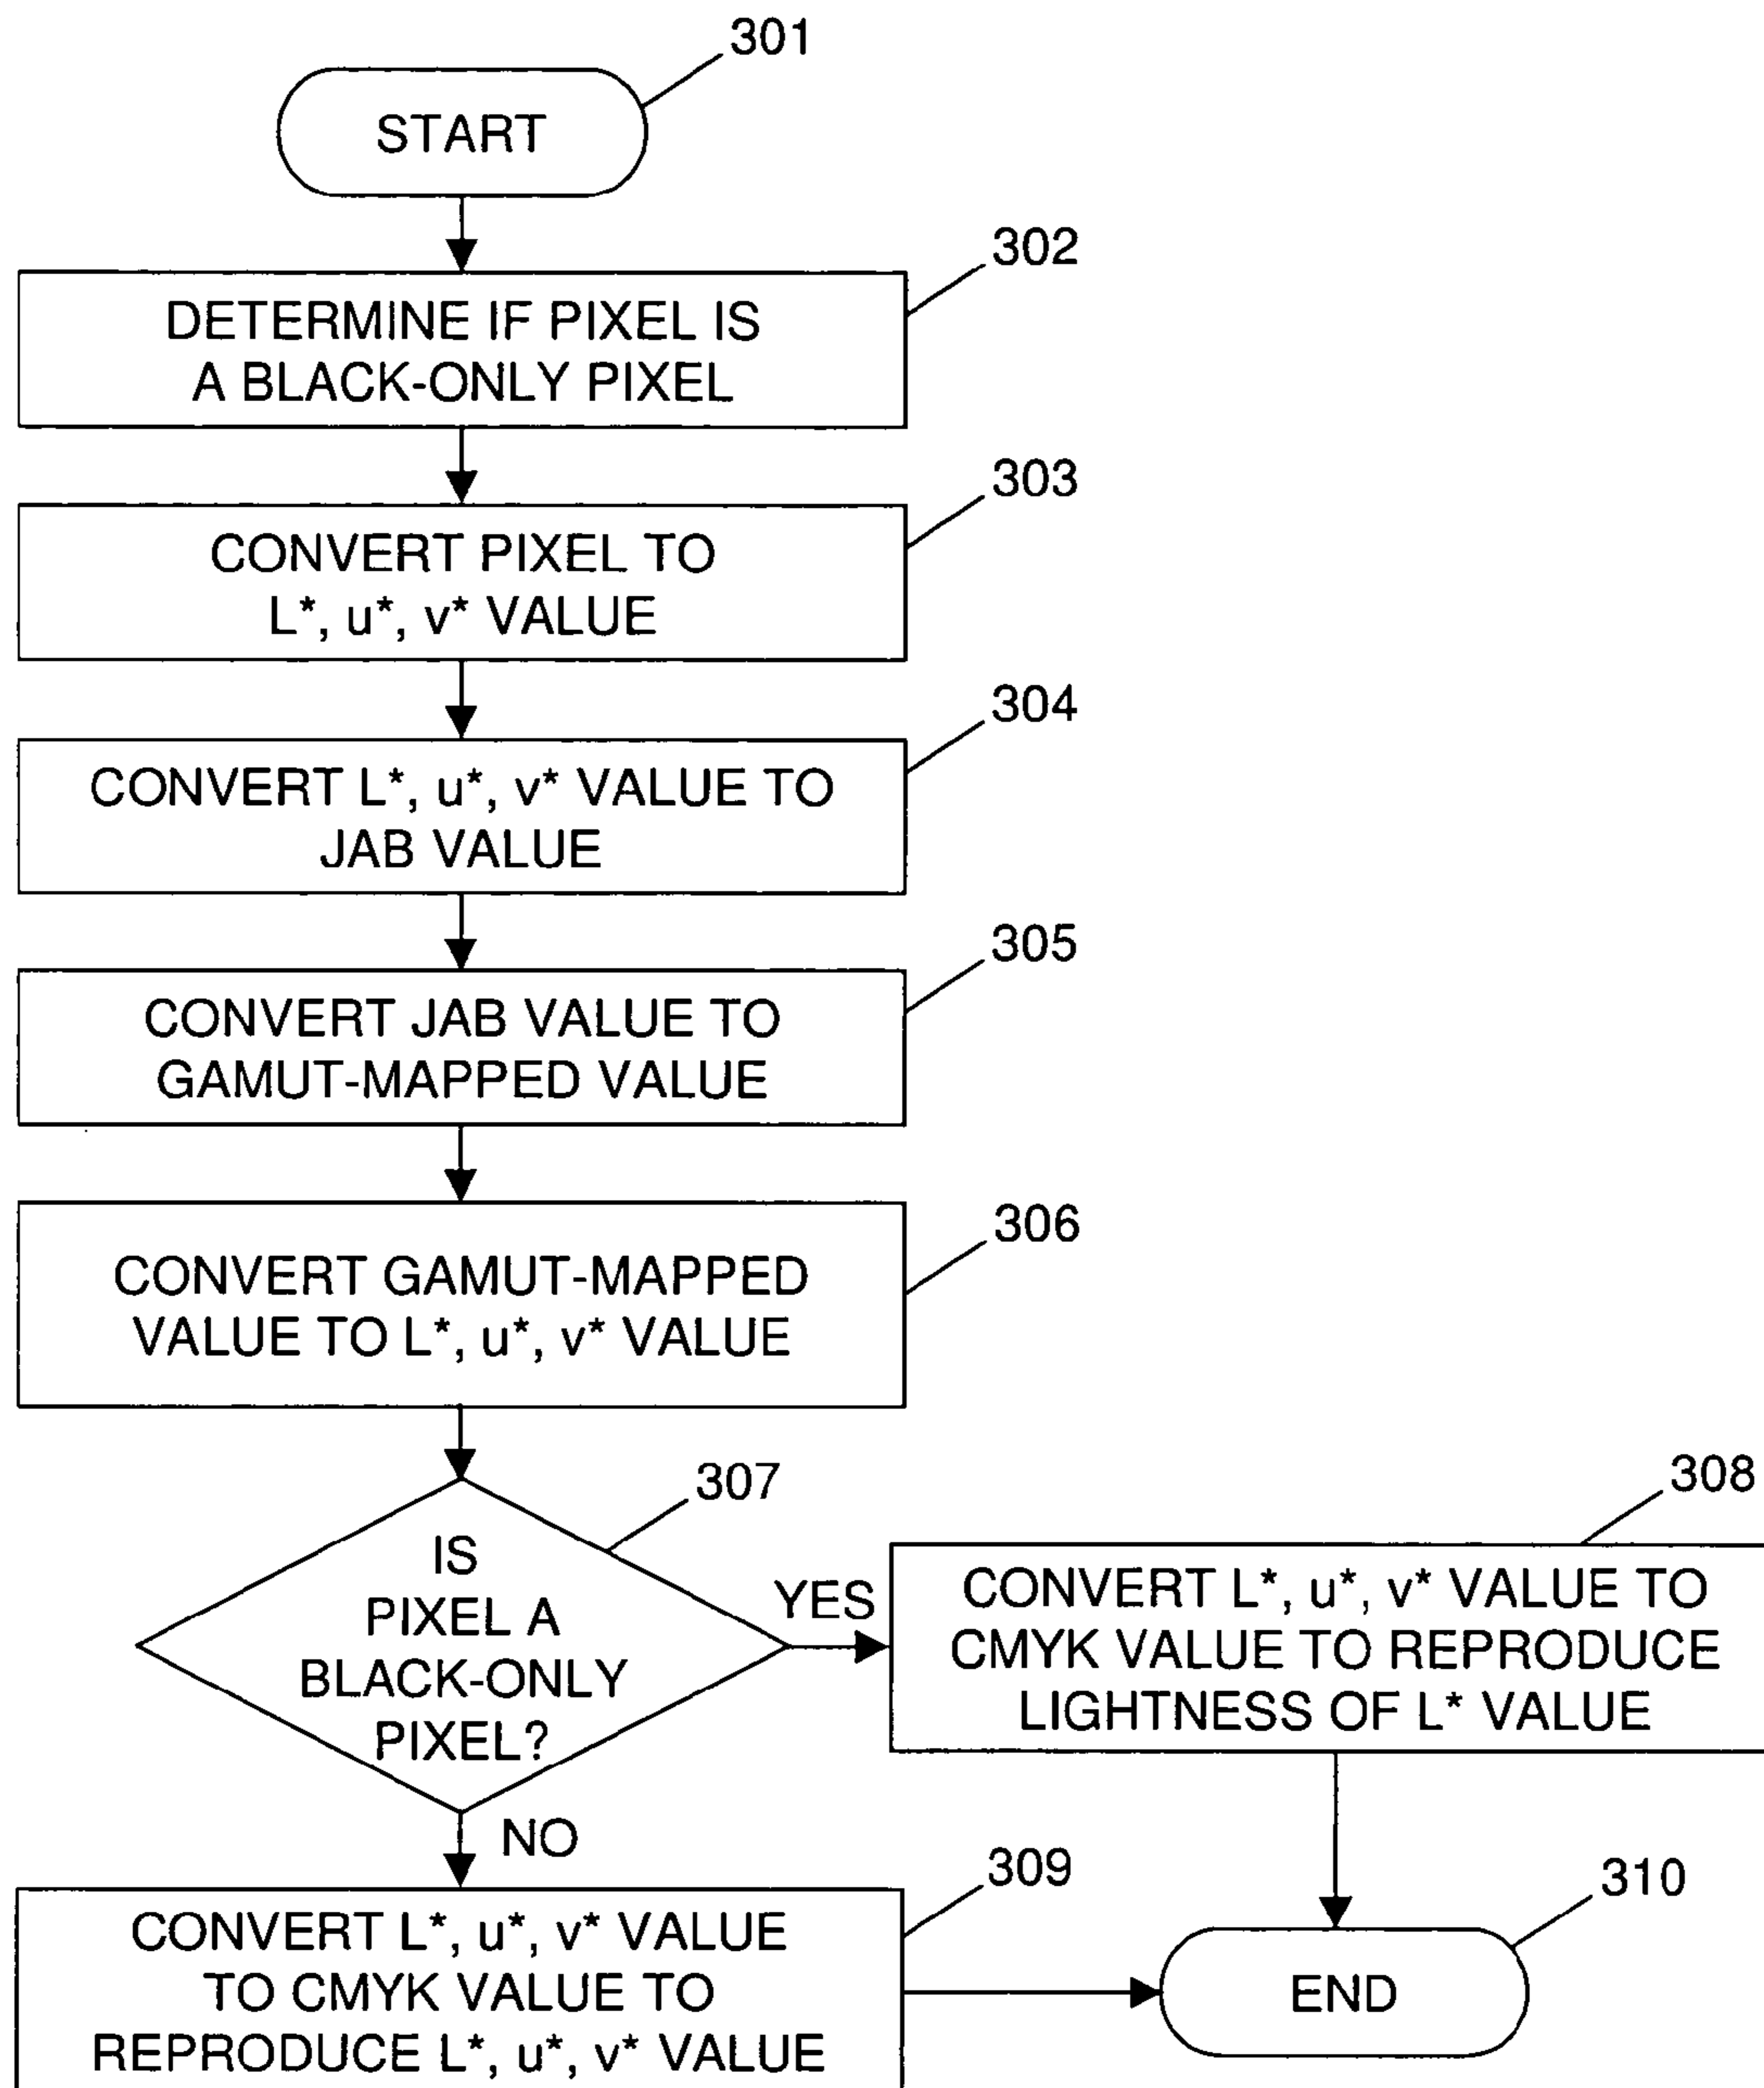 301
START
302
DETERMINE IF PIXEL IS
A BLACK-ONLY PIXEL
303
CONVERT PIXEL TO
L*, u*, v* VALUE
304
CONVERT L*, u*, v* VALUE TO
JAB VALUE
305
CONVERT JAB VALUE TO
GAMUT-MAPPED VALUE
306
CONVERT GAMUT-MAPPED
VALUE TO L*, u*, v* VALUE
307
IS
PIXEL A
BLACK-ONLY
PIXEL?
YES
308
CONVERT L*, u*, v* VALUE TO
CMYK VALUE TO REPRODUCE
LIGHTNESS OF L* VALUE
NO
309
CONVERT L*, u*, v* VALUE
TO CMYK VALUE TO
REPRODUCE L*, u*, v* VALUE
310
END